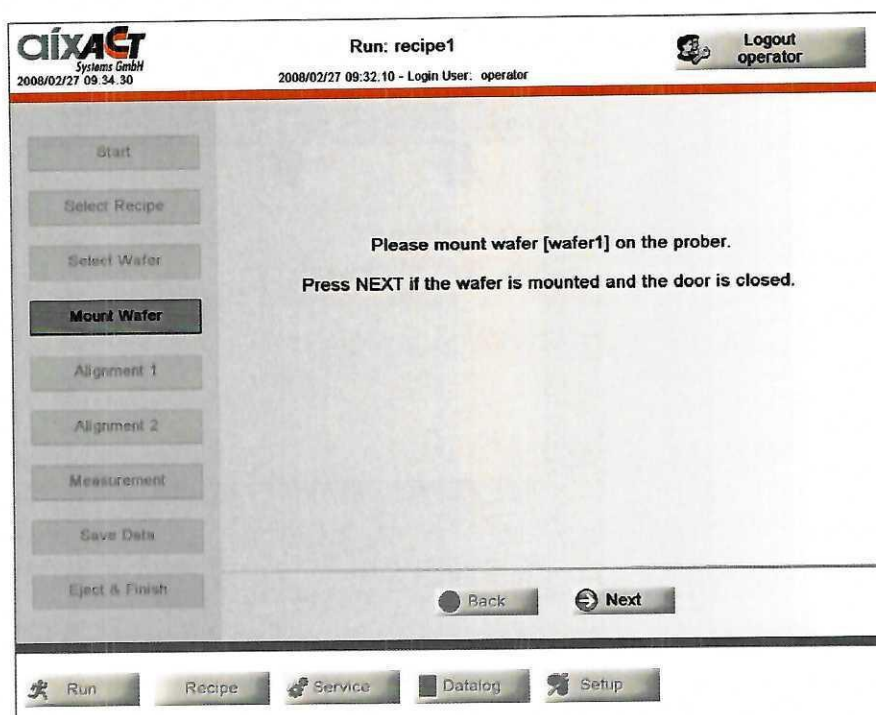 aixACT
Systems GmbH
2008/02/27 09.34.30
Run: recipe1
2008/02/27 09:32:10 - Login User: operator
Logout
operator
Start
Select Recipe
Select Wafer
Mount Wafer
Alignment 1
Alignment 2
Measurement
Save Data
Eject & Finish
Please mount wafer [wafer1] on the prober.
Press NEXT if the wafer is mounted and the door is closed.
Back
Next
Run
Recipe
Service
Datalog
Setup